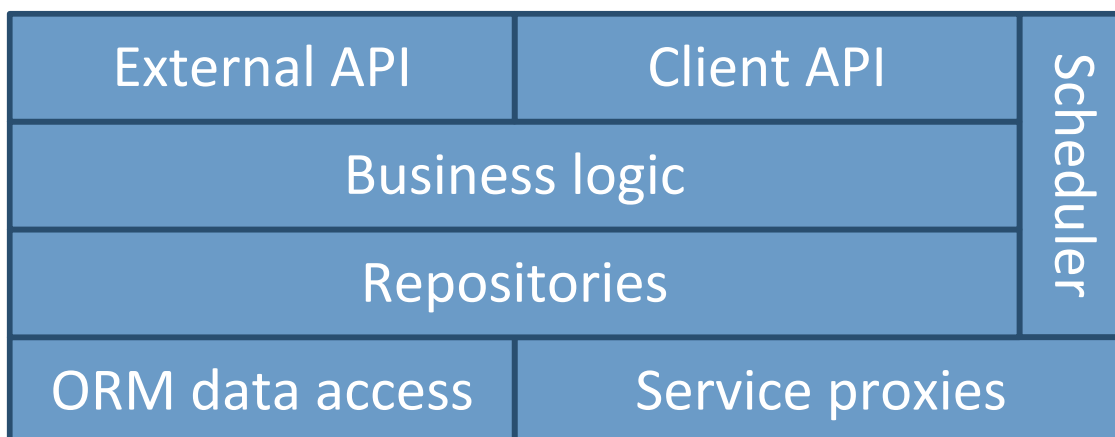 External API
Client API
Scheduler
Business logic
Repositories
ORM data access
Service proxies